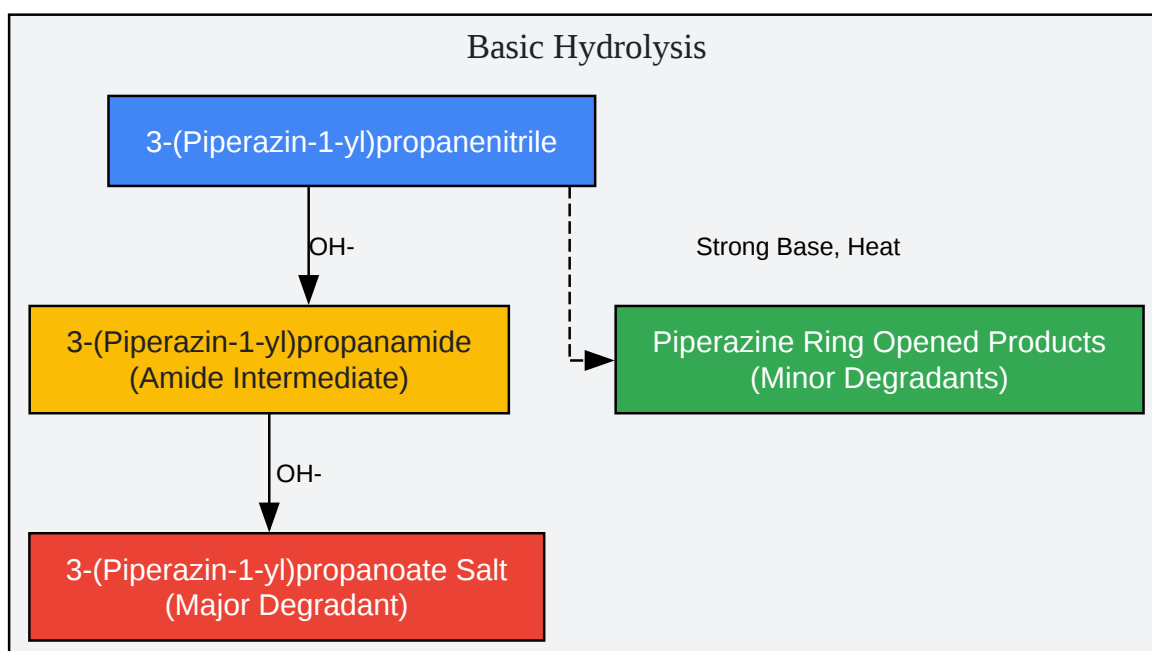 Basic Hydrolysis
3-(Piperazin-1-yl)propanenitrile
OH-
Strong Base, Heat
3-(Piperazin-1-yl)propanamide
(Amide Intermediate)
Piperazine Ring Opened Products
(Minor Degradants)
OH-
3-(Piperazin-1-yl)propanoate Salt
(Major Degradant)